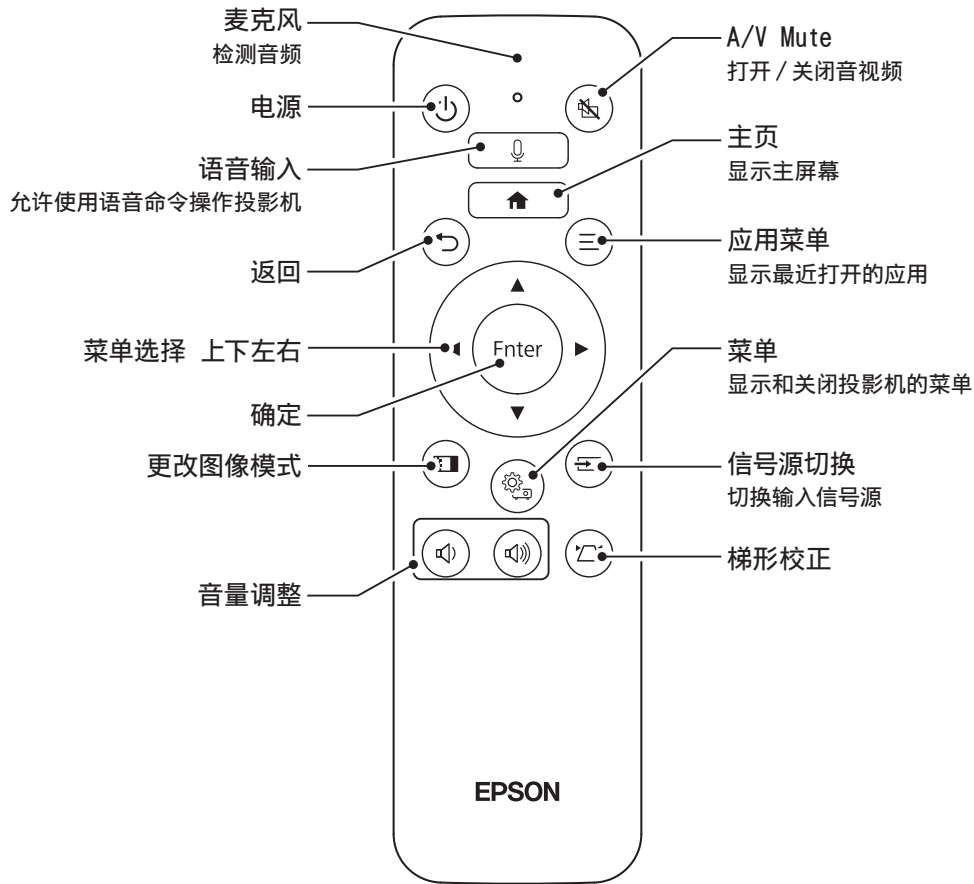 麦克风
检测音频
A/V Mute
打开/关闭音视频
电源
主页
显示主屏幕
语音输入
允许使用语音命令操作投影机
应用菜单
显示最近打开的应用
返回
菜单选择 上下左右
Fnter
菜单
显示和关闭投影机的菜单
确定
更改图像模式
信号源切换
切换输入信号源
梯形校正
音量调整
EPSON